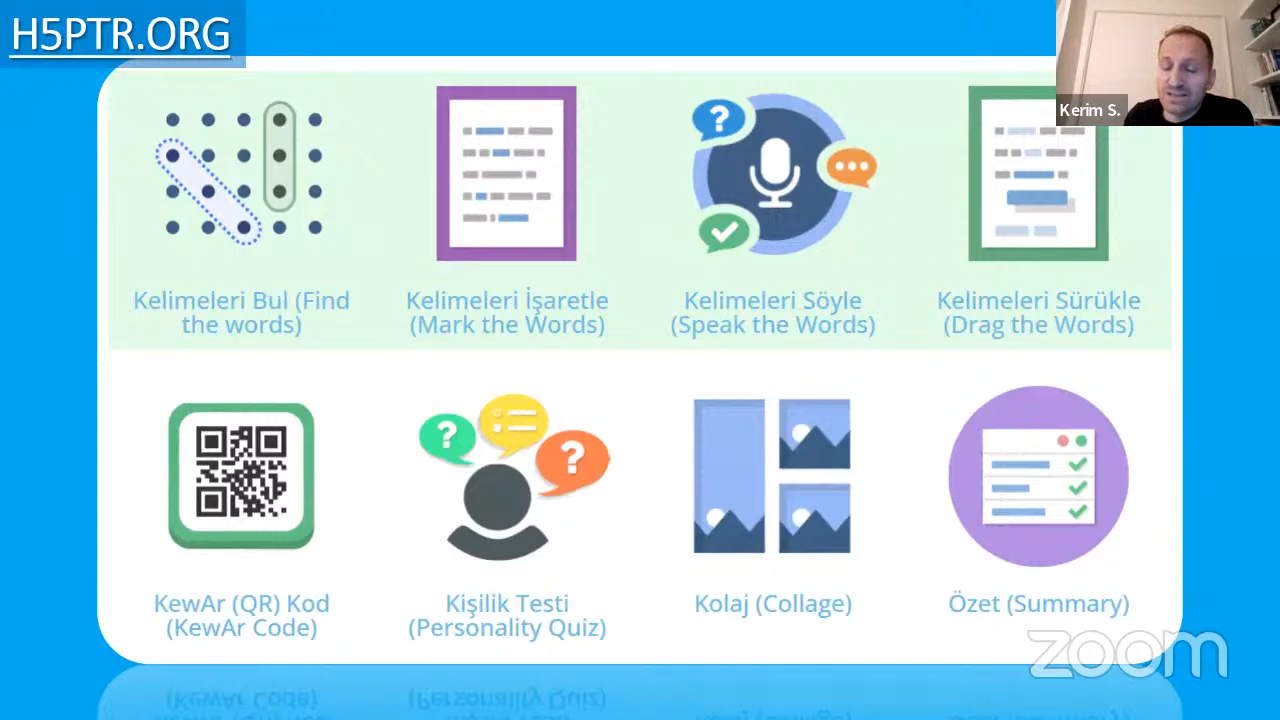 H5PTR.ORG
Kerim S.
Kelimeleri Bul (Find
the words)
Kelimeleri İşaretle
(Mark the Words)
Kelimeleri Söyle
(Speak the Words)
Kelimeleri Sürükle
(Drag the Words)
KewAr (QR) Kod
(KewAr Code)
Kişilik Testi
(Personality Quiz)
Kolaj (Collage)
Özet (Summary)
zoom